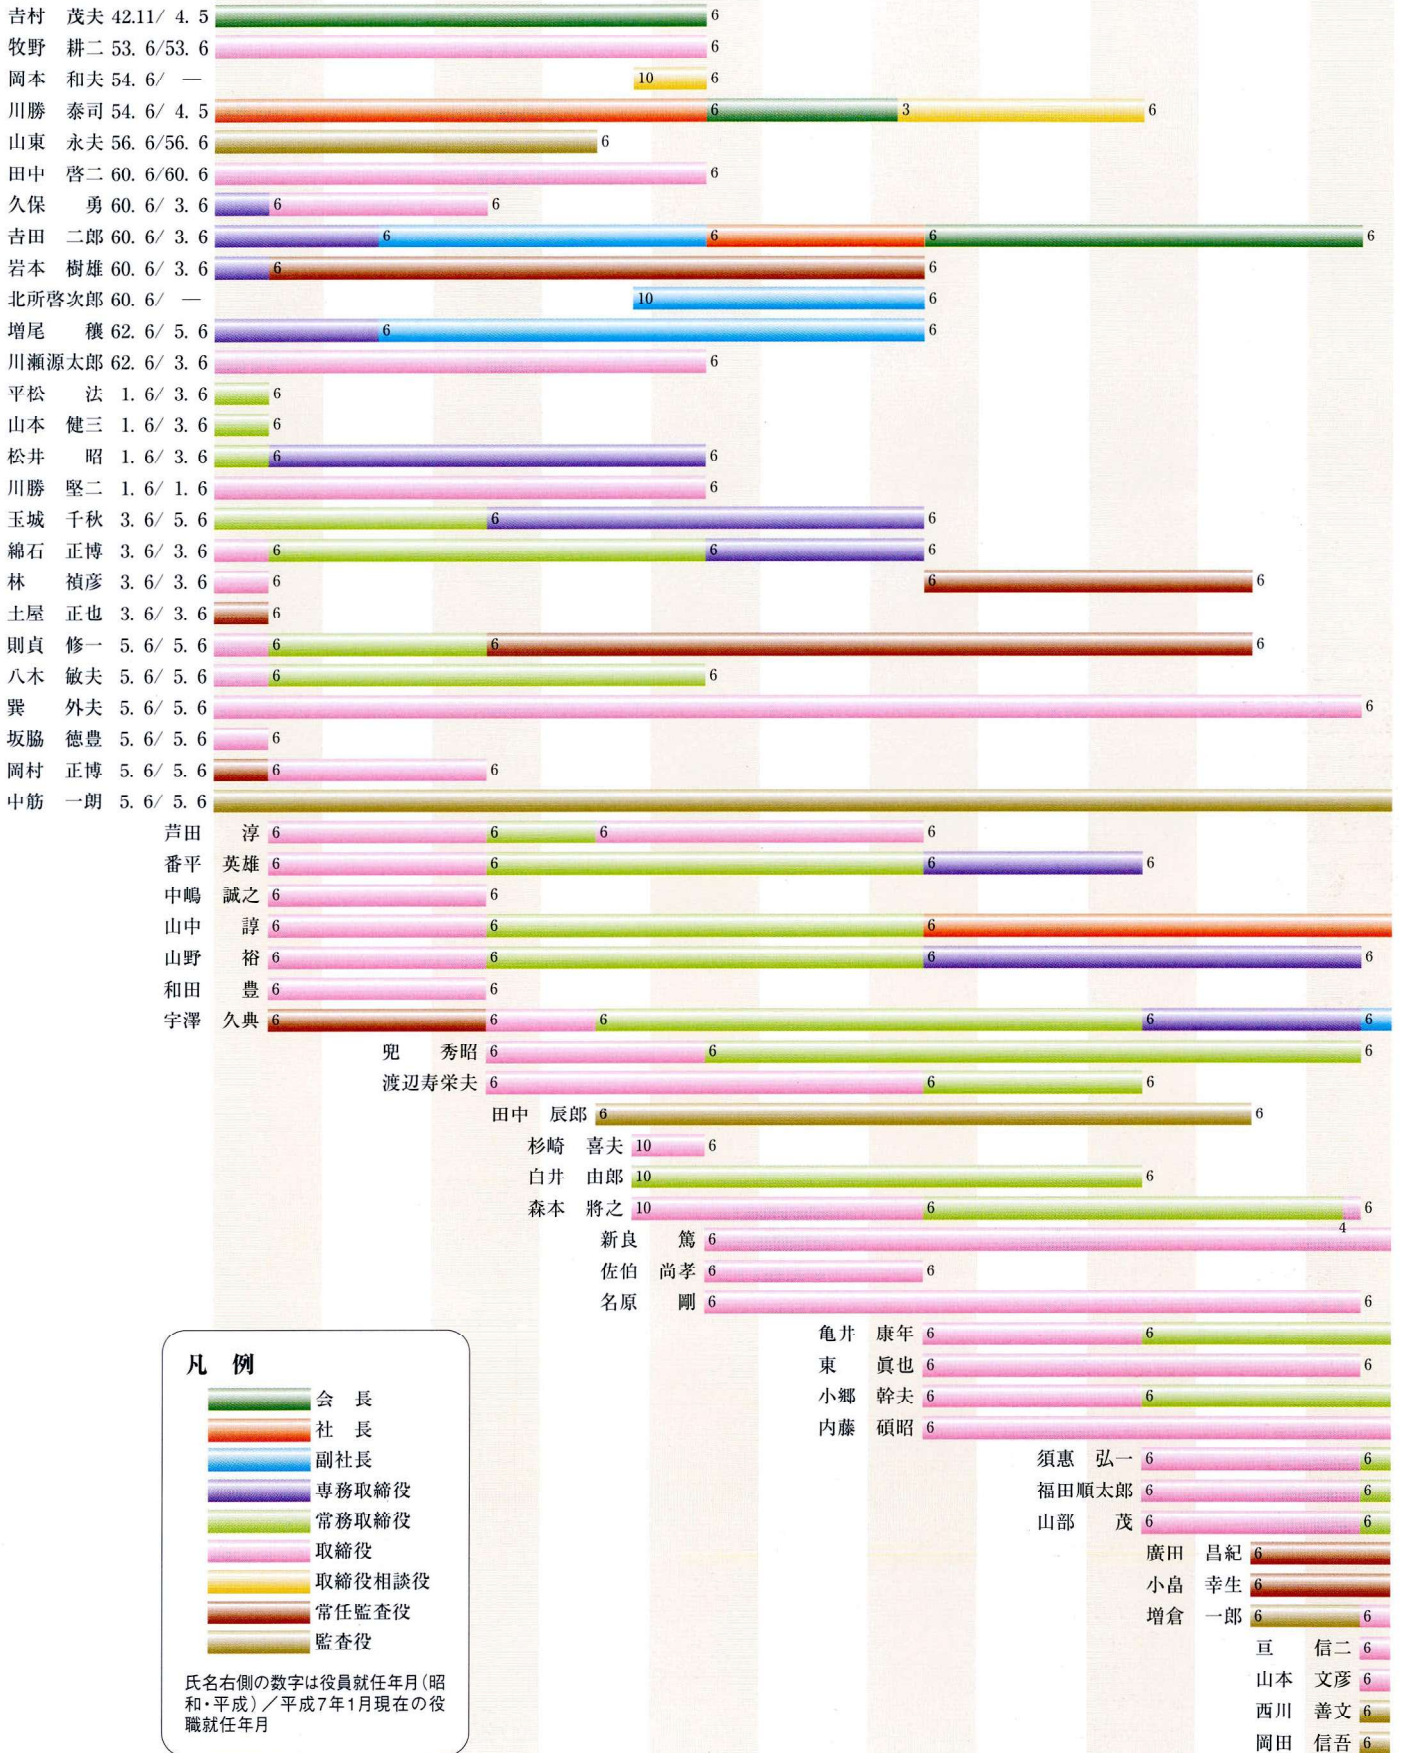 吉村 茂夫 42.11/ 4. 5 6
牧野 耕二 53. 6/53. 6 6
岡本 和夫 54. 6/ — 10 6
川勝 泰司 54. 6/ 4. 5 6 3 6
山東 永夫 56. 6/56. 6 6
田中 啓二 60. 6/60. 6 6
久保 勇 60. 6/ 3. 6 6 6
吉田 二郎 60. 6/ 3. 6 6 6 6 6
岩本 樹雄 60. 6/ 3. 6 6 6
北所啓次郎 60. 6/ — 10 6
増尾 穰 62. 6/ 5. 6 6 6
川瀬源太郎 62. 6/ 3. 6 6
平松 法 1. 6/ 3. 6 6
山本 健三 1. 6/ 3. 6 6
松井 昭 1. 6/ 3. 6 6 6
川勝 堅二 1. 6/ 1. 6 6
玉城 千秋 3. 6/ 5. 6 6 6
綿石 正博 3. 6/ 3. 6 6 6 6
林 禎彦 3. 6/ 3. 6 6 6 6
土屋 正也 3. 6/ 3. 6 6
則貞 修一 5. 6/ 5. 6 6 6 6
八木 敏夫 5. 6/ 5. 6 6 6
巽 外夫 5. 6/ 5. 6 6
坂脇 徳豊 5. 6/ 5. 6 6
岡村 正博 5. 6/ 5. 6 6 6
中筋 一朗 5. 6/ 5. 6
芦田 淳 6 6 6 6
番平 英雄 6 6 6 6
中嶋 誠之 6 6
山中 諄 6 6 6
山野 裕 6 6 6 6
和田 豊 6 6
宇澤 久典 6 6 6 6 6
兜 秀昭 6 6 6
渡辺寿栄夫 6 6 6
田中 辰郎 6 6
杉崎 喜夫 10 6
白井 由郎 10 6
森本 將之 10 6 6
4
新良 篤 6
佐伯 尚孝 6 6
名原 剛 6 6
亀井 康年 6 6
東 眞也 6 6
小郷 幹夫 6 6
内藤 碩昭 6
須惠 弘一 6 6
福田順太郎 6 6
山部 茂 6 6
廣田 昌紀 6
小畠 幸生 6
増倉 一郎 6 6
亘 信二 6
山本 文彦 6
西川 善文 6
岡田 信吾 6
凡 例
会 長
社 長
副社長
専務取締役
常務取締役
取締役
取締役相談役
常任監査役
監査役
氏名右側の数字は役員就任年月(昭
和・平成)／平成7年1月現在の役
職就任年月